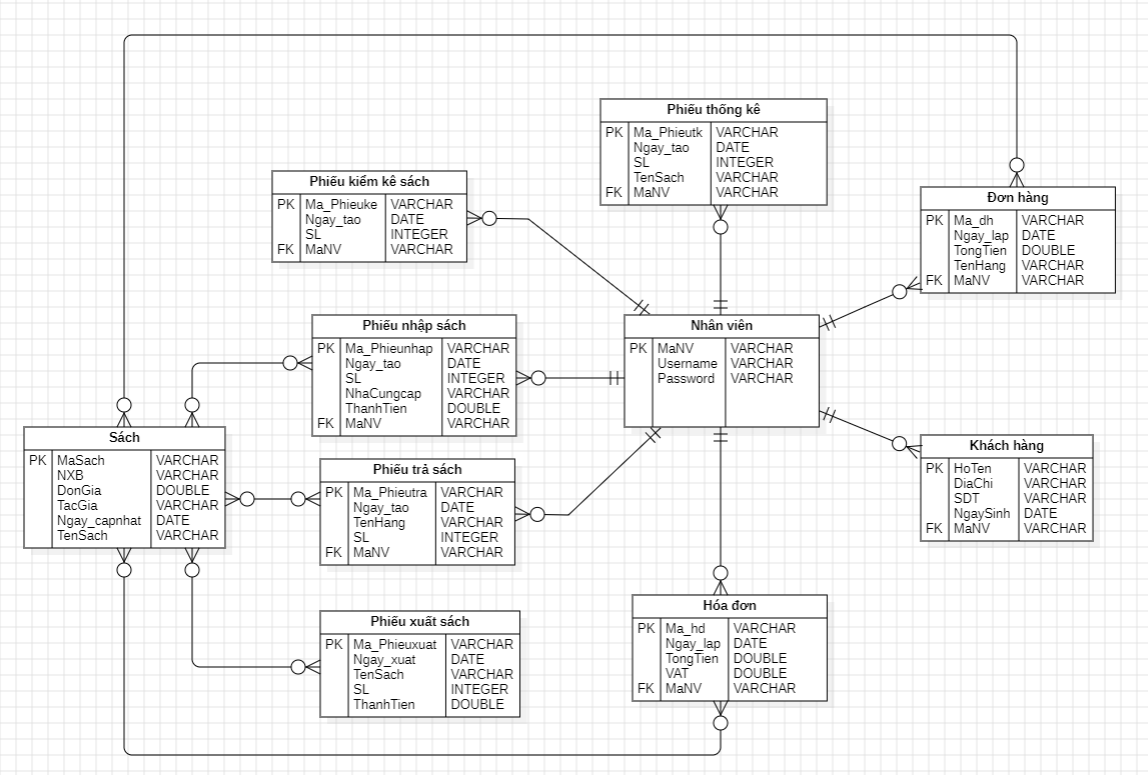 Phiếu thống kê
PK Ma_Phieutk VARCHAR
Ngay_tao DATE
SL INTEGER
TenSach VARCHAR
FK MaNV VARCHAR
Phiếu kiểm kê sách
PK Ma_Phieuke VARCHAR
Ngay_tao DATE
SL INTEGER
FK MaNV VARCHAR
Đơn hàng
PK Ma_dh VARCHAR
Ngay_lap DATE
TongTien DOUBLE
TenHang VARCHAR
FK MaNV VARCHAR
Phiếu nhập sách
PK Ma_Phieunhap VARCHAR
Ngay_tao DATE
SL INTEGER
NhaCungcap VARCHAR
ThanhTien DOUBLE
FK MaNV VARCHAR
Nhân viên
PK MaNV VARCHAR
Username VARCHAR
Password VARCHAR
Sách
PK MaSach VARCHAR
NXB VARCHAR
DonGia DOUBLE
TacGia VARCHAR
Ngay_capnhat DATE
TenSach VARCHAR
Phiếu trả sách
PK Ma_Phieutra VARCHAR
Ngay_tao DATE
TenHang VARCHAR
SL INTEGER
FK MaNV VARCHAR
Khách hàng
PK HoTen VARCHAR
DiaChi VARCHAR
SDT VARCHAR
NgaySinh DATE
FK MaNV VARCHAR
Phiếu xuất sách
PK Ma_Phieuxuat VARCHAR
Ngay_xuat DATE
TenSach VARCHAR
SL INTEGER
ThanhTien DOUBLE
Hóa đơn
PK Ma_hd VARCHAR
Ngay_lap DATE
TongTien DOUBLE
VAT DOUBLE
FK MaNV VARCHAR